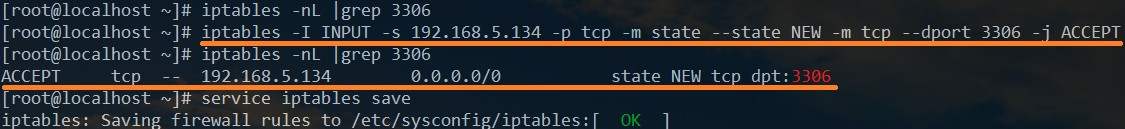 [root@localhost ~]# iptables -nL |grep 3306
[root@localhost ~]# iptables -I INPUT -s 192.168.5.134 -p tcp -m state --state NEW -m tcp --dport 3306 -j ACCEPT
[root@localhost ~]# iptables -nL |grep 3306
ACCEPT     tcp  --  192.168.5.134        0.0.0.0/0           state NEW tcp dpt:3306
[root@localhost ~]# service iptables save
iptables: Saving firewall rules to /etc/sysconfig/iptables:[  OK  ]